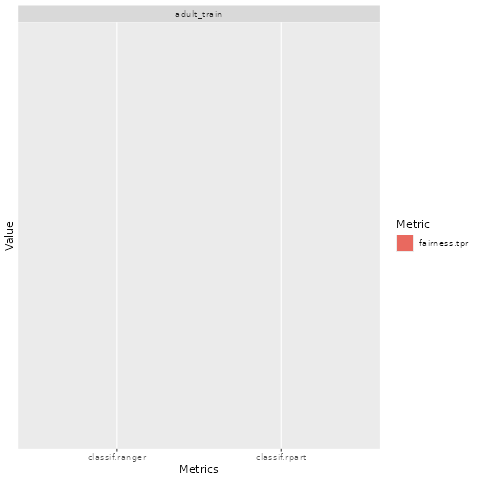 adult_train
Value
Metric
fairness.tpr
classif.ranger
classif.rpart
Metrics